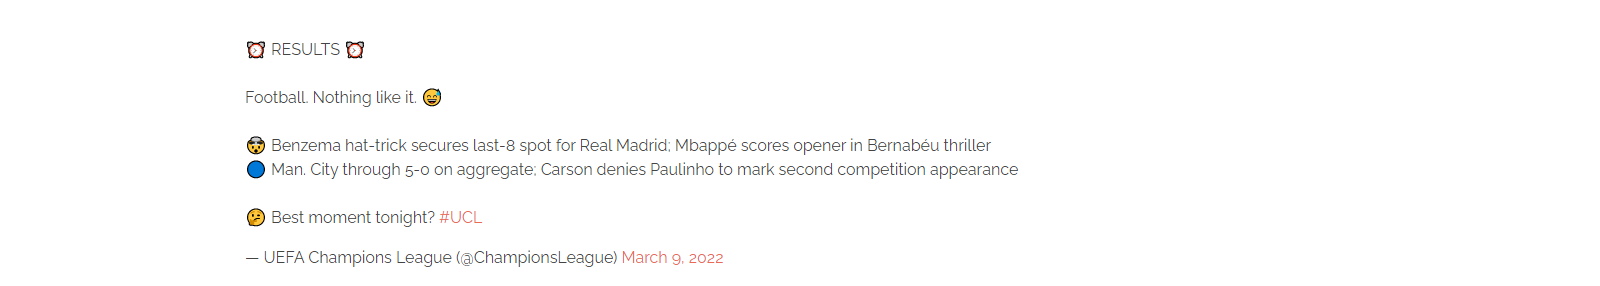 ⏰ RESULTS ⏰
Football. Nothing like it. 😅
🤯 Benzema hat-trick secures last-8 spot for Real Madrid; Mbappé scores opener in Bernabéu thriller
🔵 Man. City through 5-0 on aggregate; Carson denies Paulinho to mark second competition appearance
🤔 Best moment tonight? #UCL
— UEFA Champions League (@ChampionsLeague) March 9, 2022